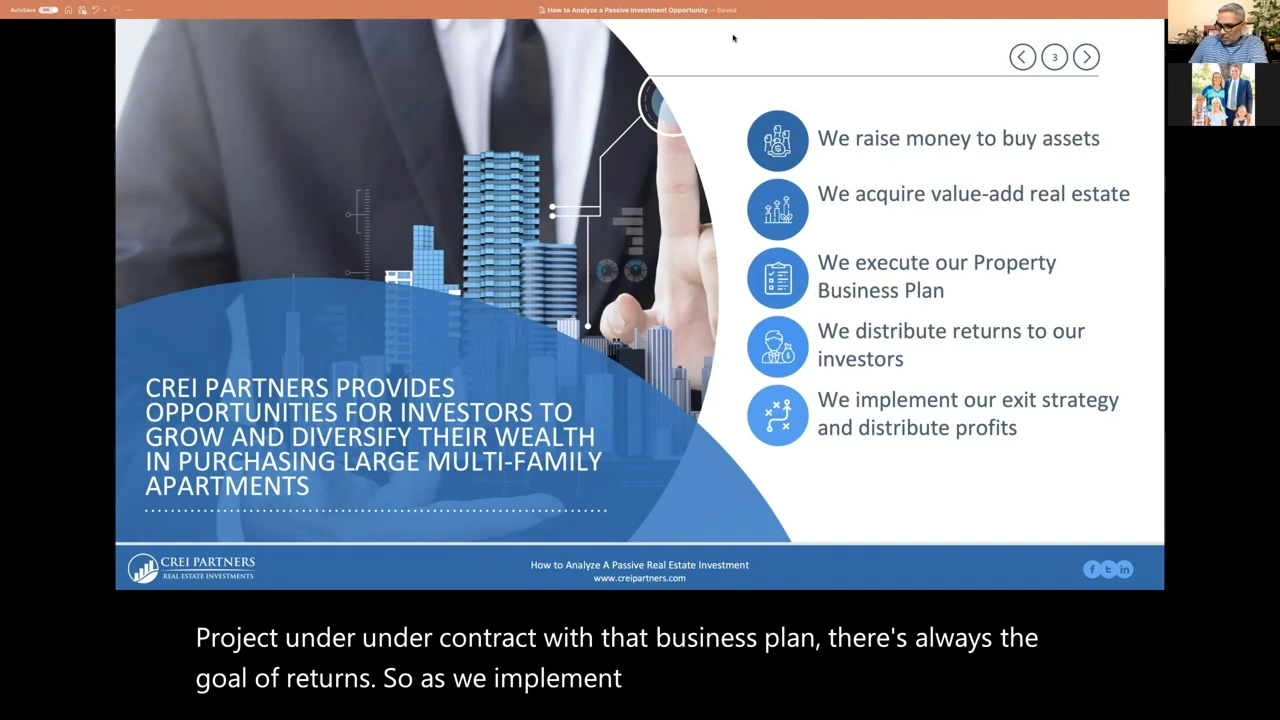 AutoSave ON
How to Analyze a Passive Investment Opportunity — Saved
3
We raise money to buy assets
We acquire value-add real estate
We execute our Property
Business Plan
We distribute returns to our
investors
We implement our exit strategy
and distribute profits
CREI PARTNERS PROVIDES
OPPORTUNITIES FOR INVESTORS TO
GROW AND DIVERSIFY THEIR WEALTH
IN PURCHASING LARGE MULTI-FAMILY
APARTMENTS
CREI PARTNERS
REAL ESTATE INVESTMENTS
How to Analyze A Passive Real Estate Investment
www.creipartners.com
f t in
Project under under contract with that business plan, there's always the
goal of returns. So as we implement